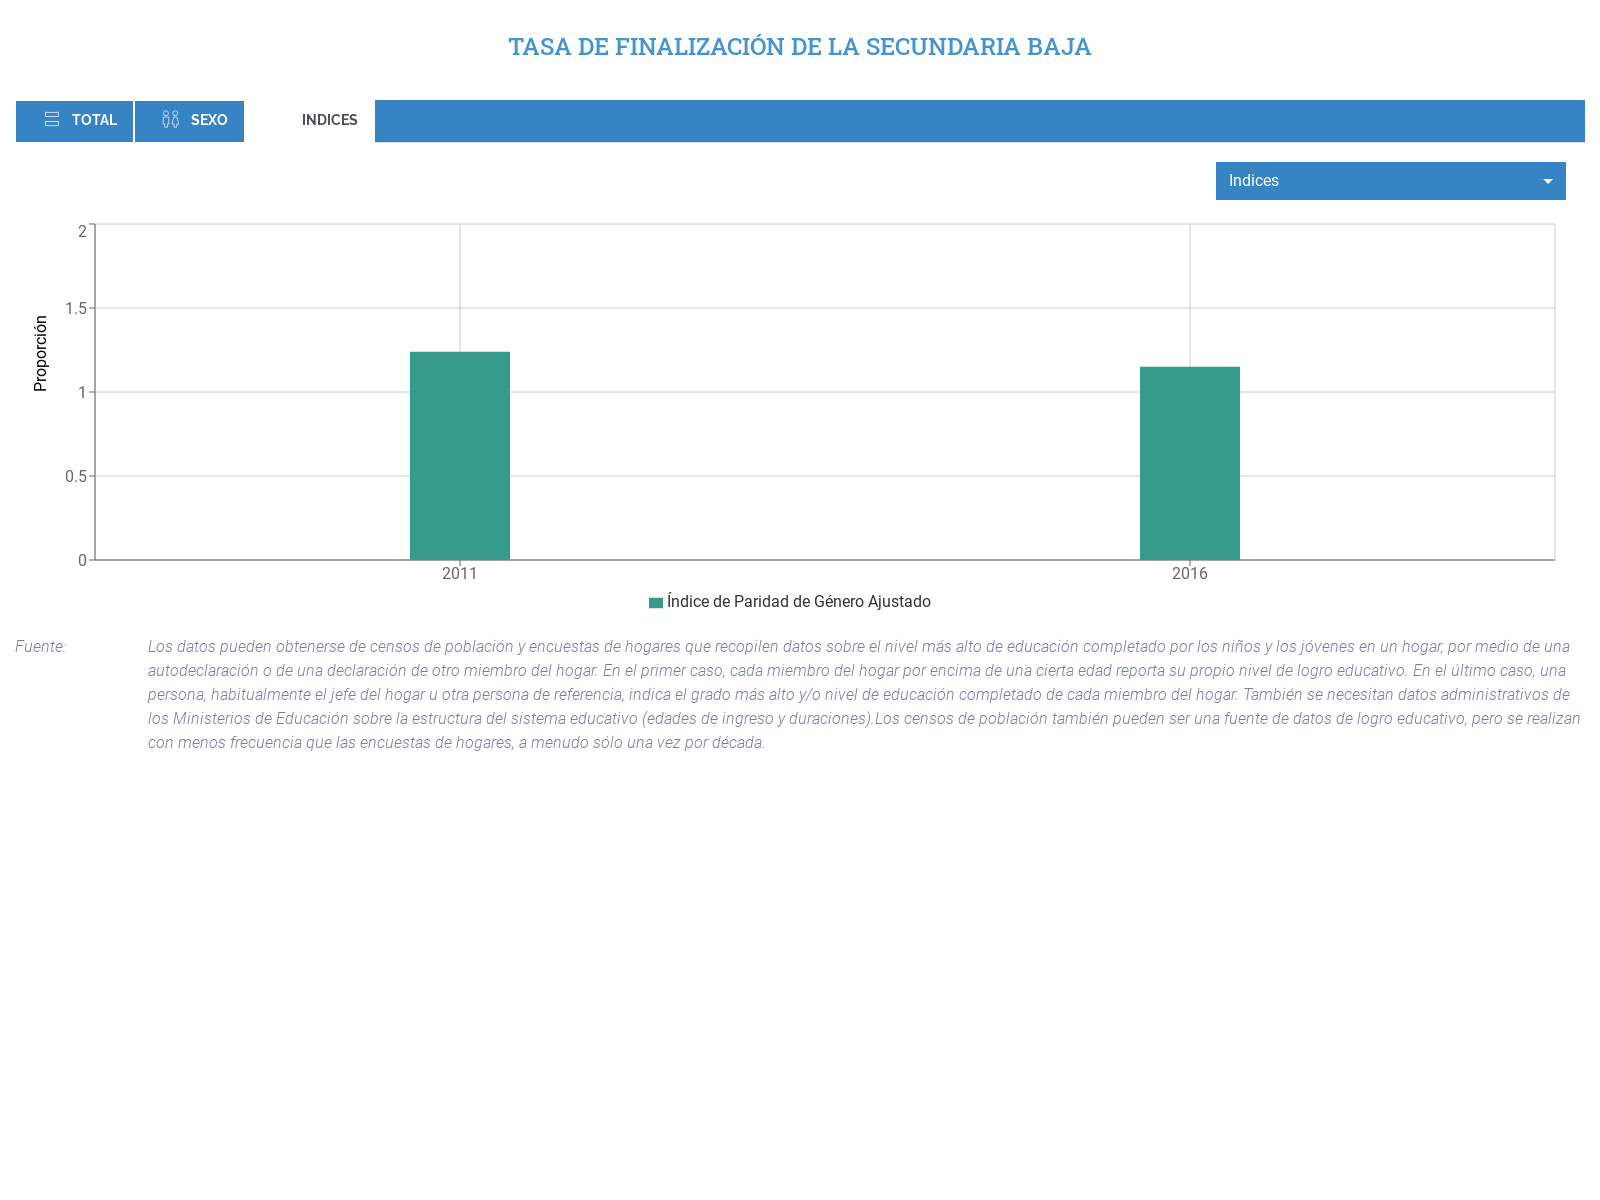 TASA DE FINALIZACIÓN DE LA SECUNDARIA BAJA
TOTAL
SEXO
INDICES
Indices
2
1.5
1
0.5
0
Proporción
2011
2016
Índice de Paridad de Género Ajustado
Fuente:
Los datos pueden obtenerse de censos de población y encuestas de hogares que recopilen datos sobre el nivel más alto de educación completado por los niños y los jóvenes en un hogar, por medio de una
autodeclaración o de una declaración de otro miembro del hogar. En el primer caso, cada miembro del hogar por encima de una cierta edad reporta su propio nivel de logro educativo. En el último caso, una
persona, habitualmente el jefe del hogar u otra persona de referencia, indica el grado más alto y/o nivel de educación completado de cada miembro del hogar. También se necesitan datos administrativos de
los Ministerios de Educación sobre la estructura del sistema educativo (edades de ingreso y duraciones).Los censos de población también pueden ser una fuente de datos de logro educativo, pero se realizan
con menos frecuencia que las encuestas de hogares, a menudo sólo una vez por década.